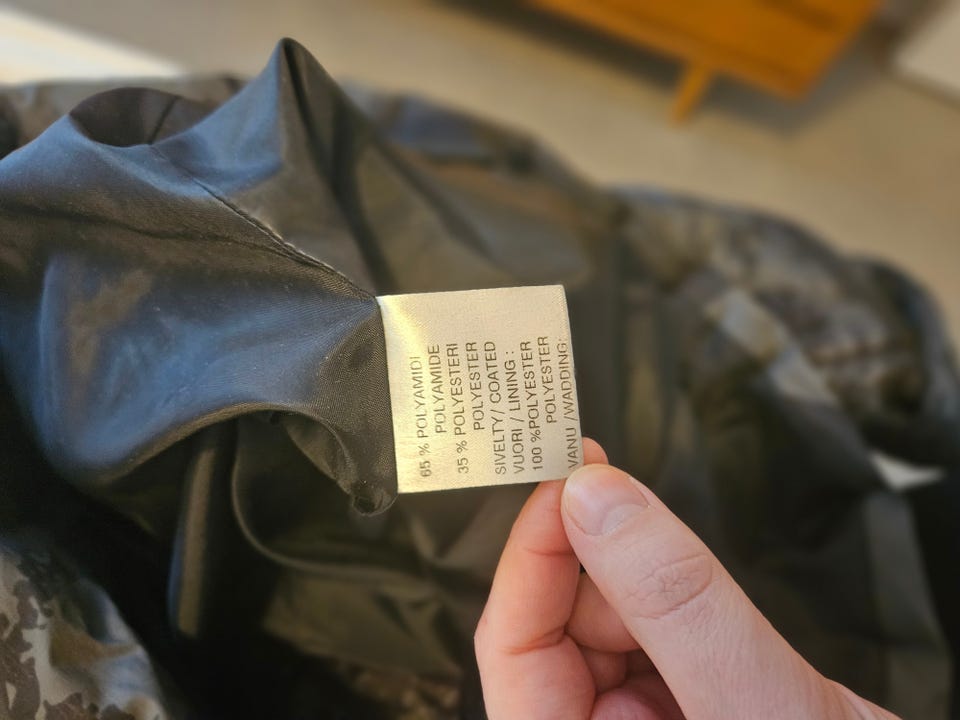 65 % POLYAMIDI
POLYAMIDE
35 % POLYESTERI
POLYESTER
SIVELTY/ COATED
VUORI / LINING :
100 %POLYESTER
POLYESTER
VANU /WADDING: